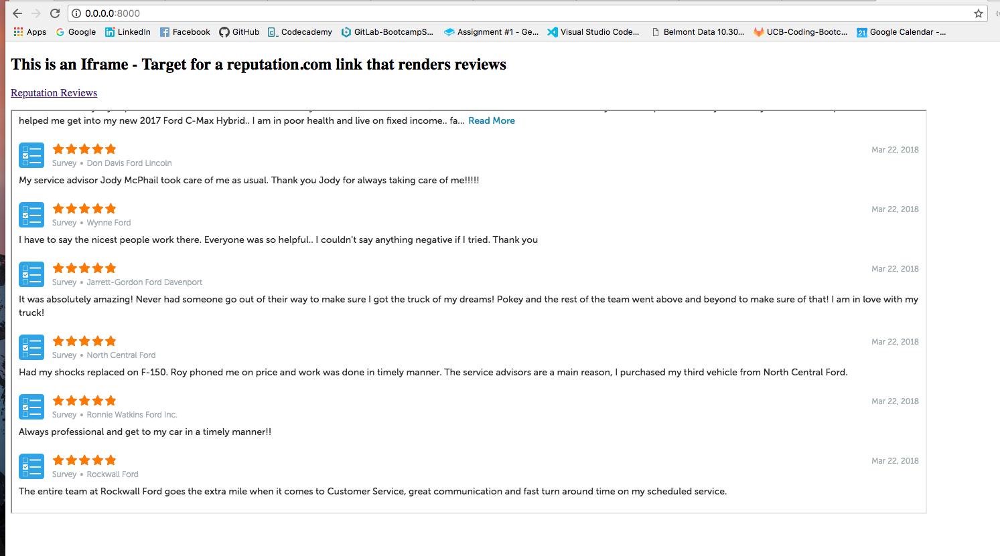 0.0.0.0:8000
Apps Google LinkedIn Facebook GitHub Codecademy GitLab-BootcampS... Assignment #1 - Ge... Visual Studio Code... Belmont Data 10.30... UCB-Coding-Bootc... 21 Google Calendar -...
This is an Iframe - Target for a reputation.com link that renders reviews
Reputation Reviews
helped me get into my new 2017 Ford C-Max Hybrid.. I am in poor health and live on fixed income.. fa... Read More
Mar 22, 2018
Survey • Don Davis Ford Lincoln
My service advisor Jody McPhail took care of me as usual. Thank you Jody for always taking care of me!!!!!
Mar 22, 2018
Survey • Wynne Ford
I have to say the nicest people work there. Everyone was so helpful.. I couldn't say anything negative if I tried. Thank you
Mar 22, 2018
Survey • Jarrett-Gordon Ford Davenport
It was absolutely amazing! Never had someone go out of their way to make sure I got the truck of my dreams! Pokey and the rest of the team went above and beyond to make sure of that! I am in love with my
truck!
Mar 22, 2018
Survey • North Central Ford
Had my shocks replaced on F-150. Roy phoned me on price and work was done in timely manner. The service advisors are a main reason, I purchased my third vehicle from North Central Ford.
Mar 22, 2018
Survey • Ronnie Watkins Ford Inc.
Always professional and get to my car in a timely manner!!
Mar 22, 2018
Survey • Rockwall Ford
The entire team at Rockwall Ford goes the extra mile when it comes to Customer Service, great communication and fast turn around time on my scheduled service.